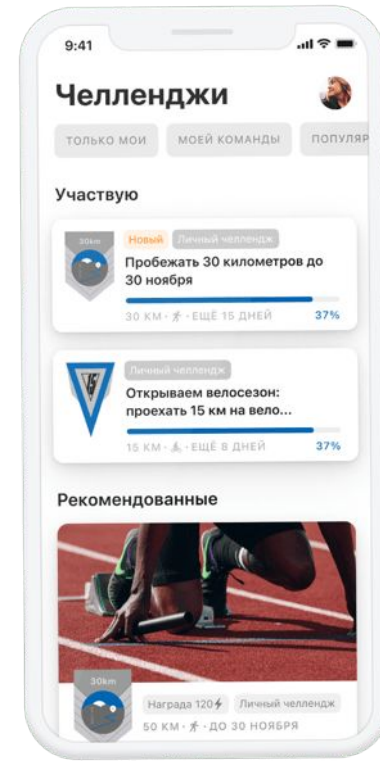 9:41
Челленджи
ТОЛЬКО МОИ
МОЕЙ КОМАНДЫ
ПОПУЛЯР
Участвую
30km
Новый
Личный челлендж
Пробежать 30 километров до
30 ноября
30 КМ · · ЕЩЁ 15 ДНЕЙ
37%
15
Личный челлендж
Открываем велосезон:
проехать 15 км на вело...
15 КМ · · ЕЩЁ 8 ДНЕЙ
37%
Рекомендованные
30km
Награда 120
Личный челлендж
50 КМ · · ДО 30 НОЯБРЯ